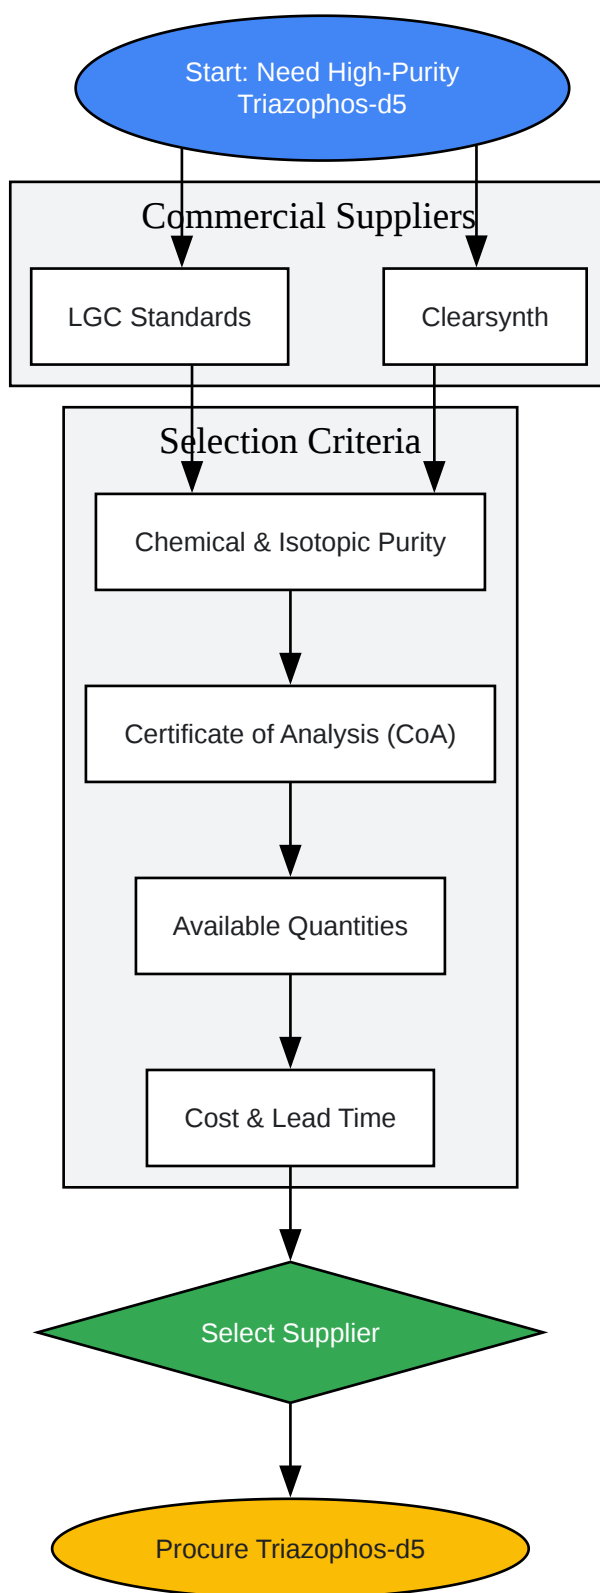 Start: Need High-Purity
Triazophos-d5
Commercial Suppliers
LGC Standards
Clearsynth
Selection Criteria
Chemical & Isotopic Purity
Certificate of Analysis (CoA)
Available Quantities
Cost & Lead Time
Select Supplier
Procure Triazophos-d5